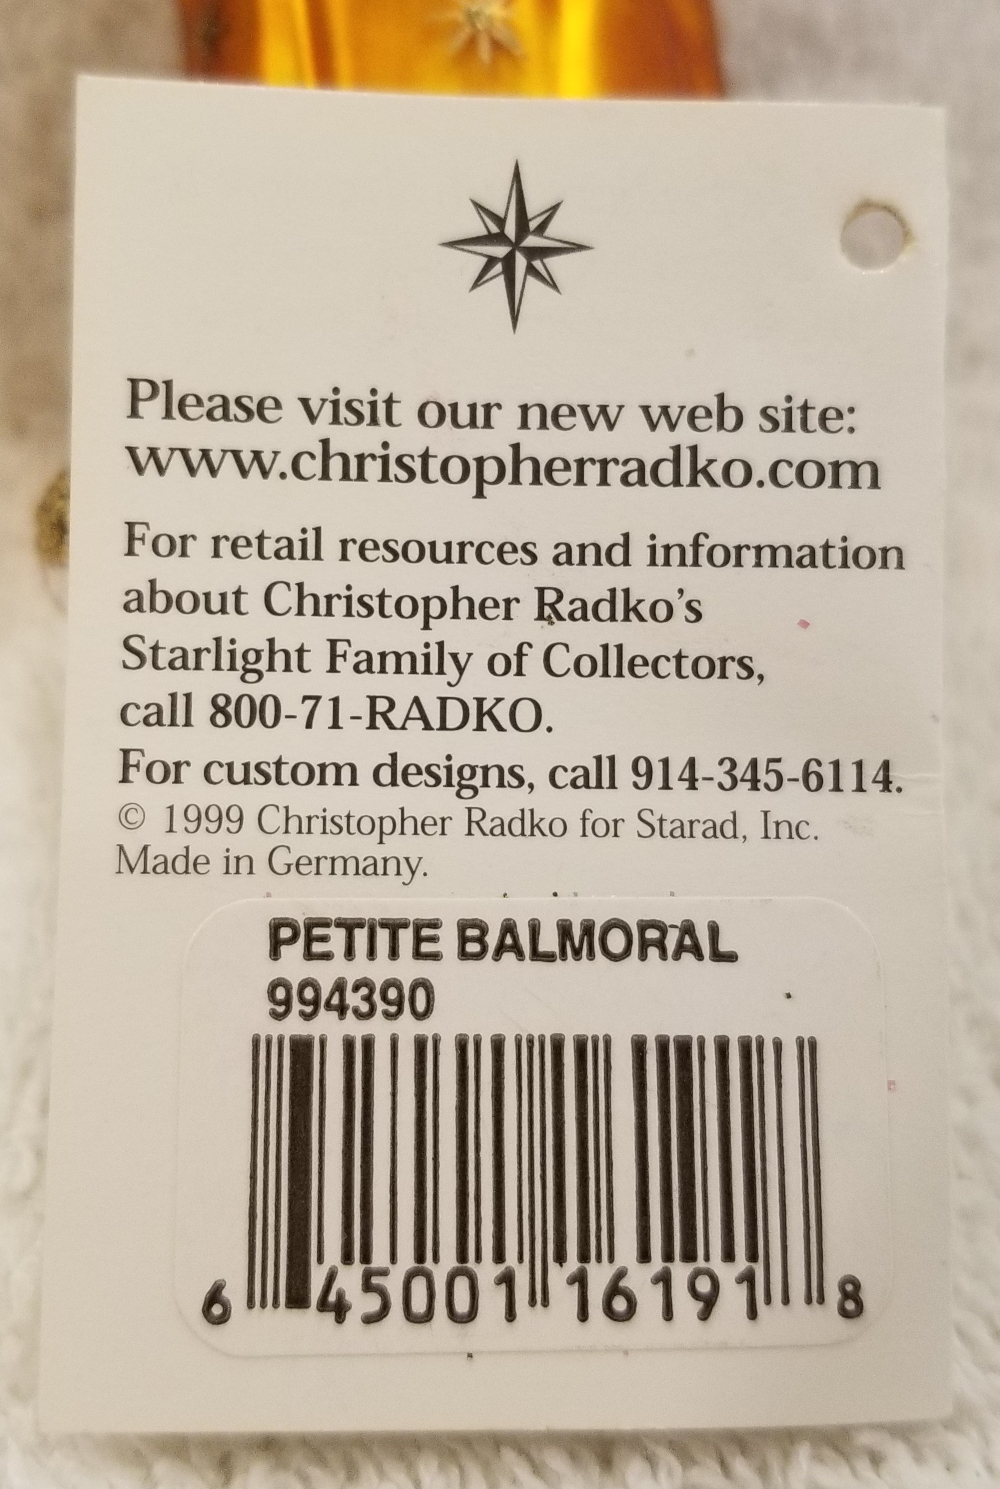 Please visit our new web site:
www.christopherradko.com
For retail resources and information
about Christopher Radko's
Starlight Family of Collectors,
call 800-71-RADKO.
For custom designs, call 914-345-6114.
© 1999 Christopher Radko for Starad, Inc.
Made in Germany.
PETITE BALMORAL
994390
6 45001 16191 8